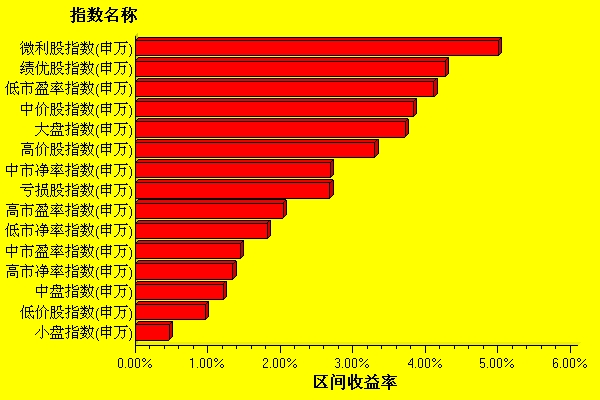 指数名称
微利股指数(申万)
绩优股指数(申万)
低市盈率指数(申万)
中价股指数(申万)
大盘指数(申万)
高价股指数(申万)
中市净率指数(申万)
亏损股指数(申万)
高市盈率指数(申万)
低市净率指数(申万)
中市盈率指数(申万)
高市净率指数(申万)
中盘指数(申万)
低价股指数(申万)
小盘指数(申万)
0.00% 1.00% 2.00% 3.00% 4.00% 5.00% 6.00%
区间收益率